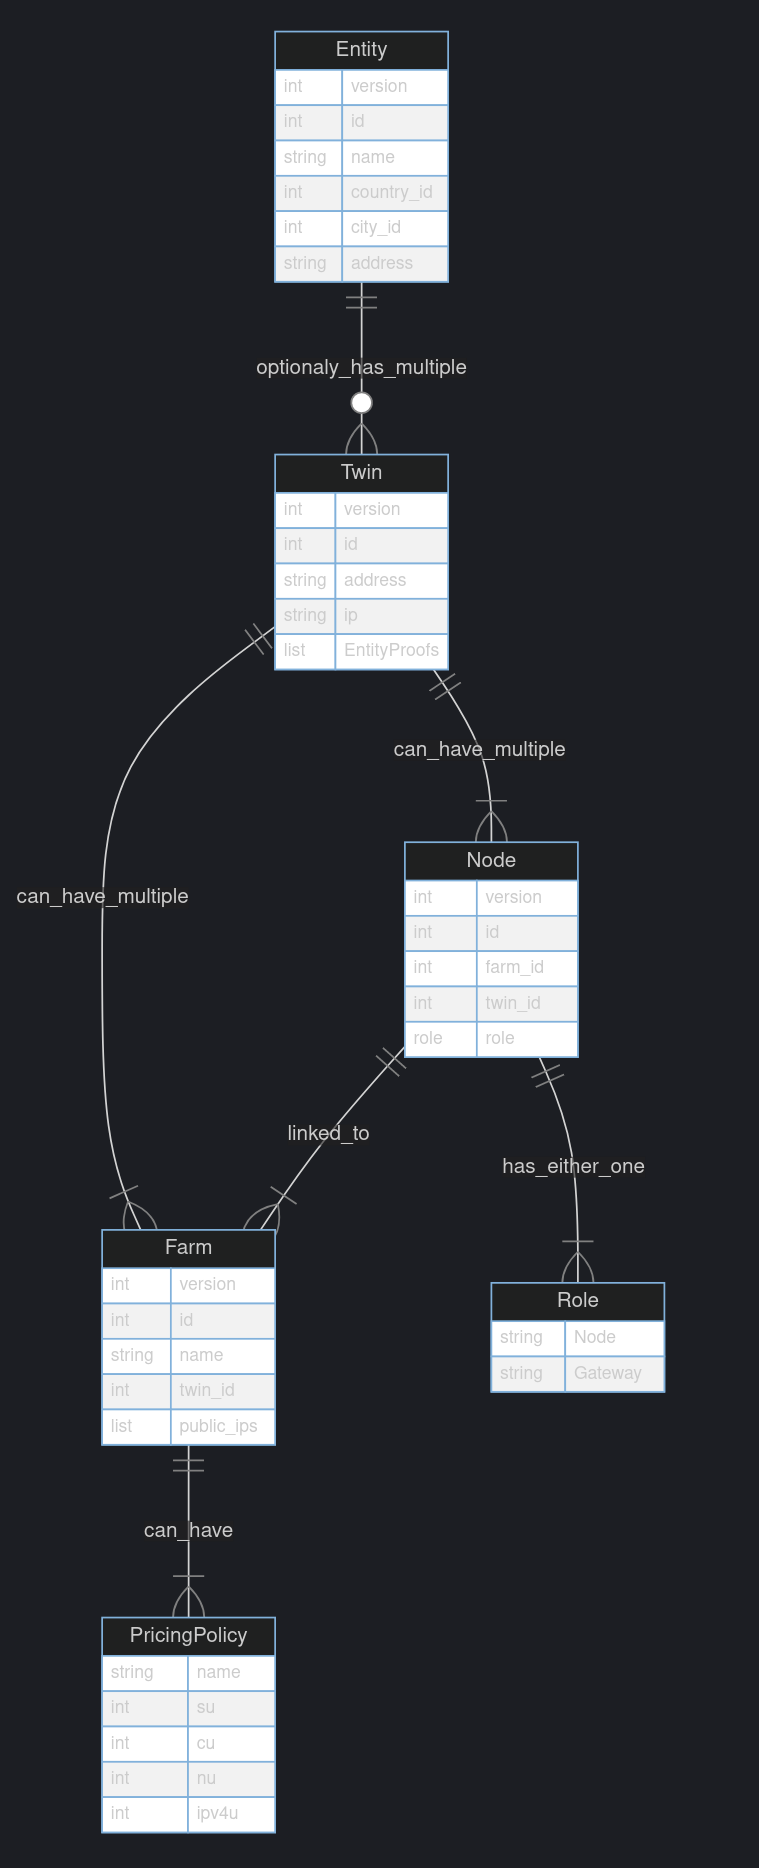 Entity
int version
int id
string name
int country_id
int city_id
string address
optionaly_has_multiple
Twin
int version
int id
string address
string ip
list EntityProofs
can_have_multiple
Node
int version
int id
int farm_id
int twin_id
role role
can_have_multiple
linked_to
has_either_one
Farm
int version
int id
string name
int twin_id
list public_ips
Role
string Node
string Gateway
can_have
PricingPolicy
string name
int su
int cu
int nu
int ipv4u